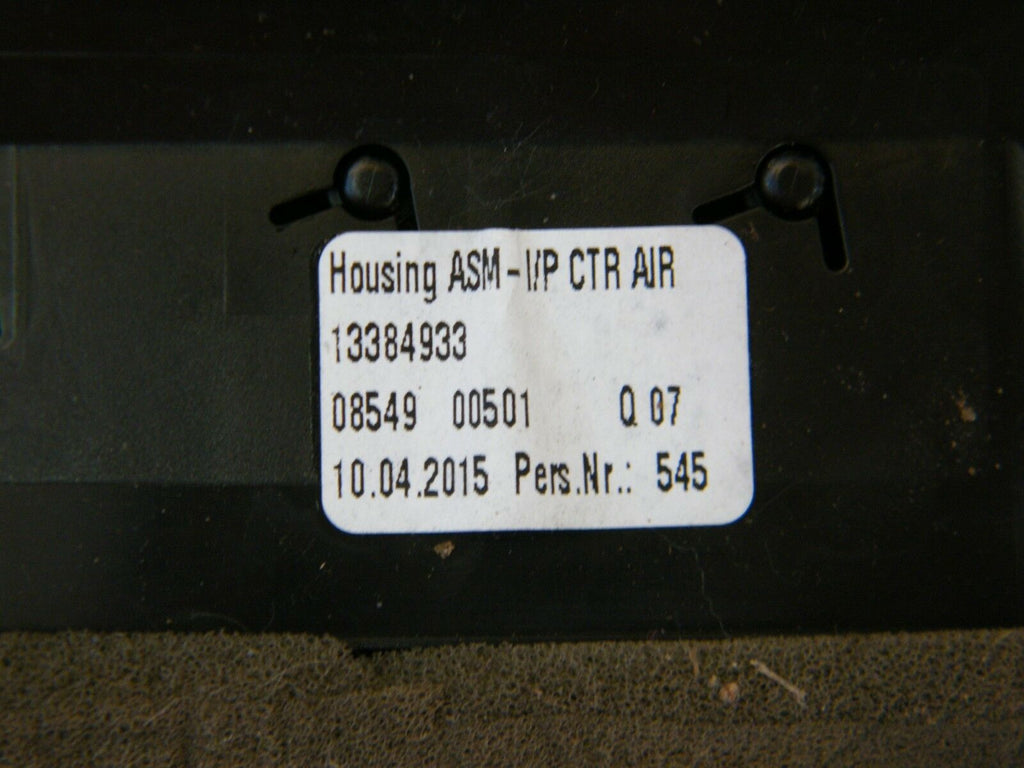 Housing ASM - I/P CTR AIR
13384933
08549 00501 Q 07
10.04.2015 Pers.Nr.: 545